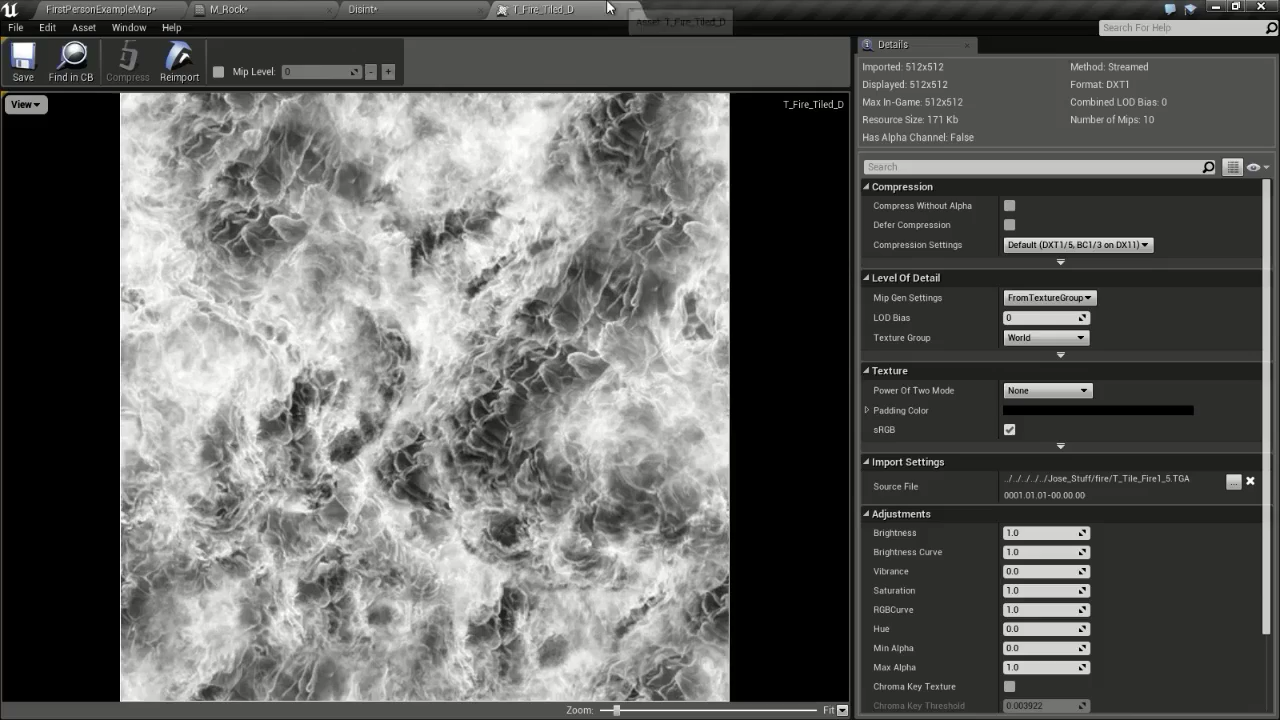 FirstPersonExampleMap*
M_Rock*
Disint*
T_Fire_Tiled_D
Asset: T_Fire_Tiled_D
File
Edit
Asset
Window
Help
Search For Help
Save
Find in CB
Compress
Reimport
Mip Level:
0
-
+
View
T_Fire_Tiled_D
Zoom:
Fit
Details
Imported: 512x512
Method: Streamed
Displayed: 512x512
Format: DXT1
Max In-Game: 512x512
Combined LOD Bias: 0
Resource Size: 171 Kb
Number of Mips: 10
Has Alpha Channel: False
Search
Compression
Compress Without Alpha
Defer Compression
Compression Settings
Default (DXT1/5, BC1/3 on DX11)
Level Of Detail
Mip Gen Settings
FromTextureGroup
LOD Bias
0
Texture Group
World
Texture
Power Of Two Mode
None
Padding Color
sRGB
Import Settings
Source File
../../../../../Jose_Stuff/fire/T_Tile_Fire1_5.TGA
...
0001.01.01-00.00.00
Adjustments
Brightness
1.0
Brightness Curve
1.0
Vibrance
0.0
Saturation
1.0
RGBCurve
1.0
Hue
0.0
Min Alpha
0.0
Max Alpha
1.0
Chroma Key Texture
Chroma Key Threshold
0.003922